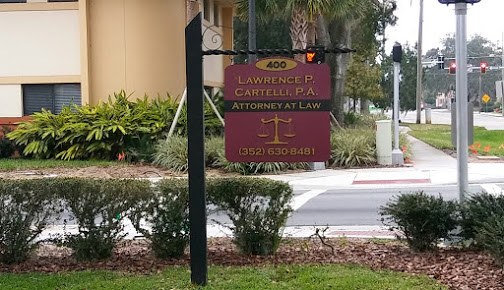 400
LAWRENCE P.
CARTELLI, P.A.
ATTORNEY AT LAW
(352) 630-8481